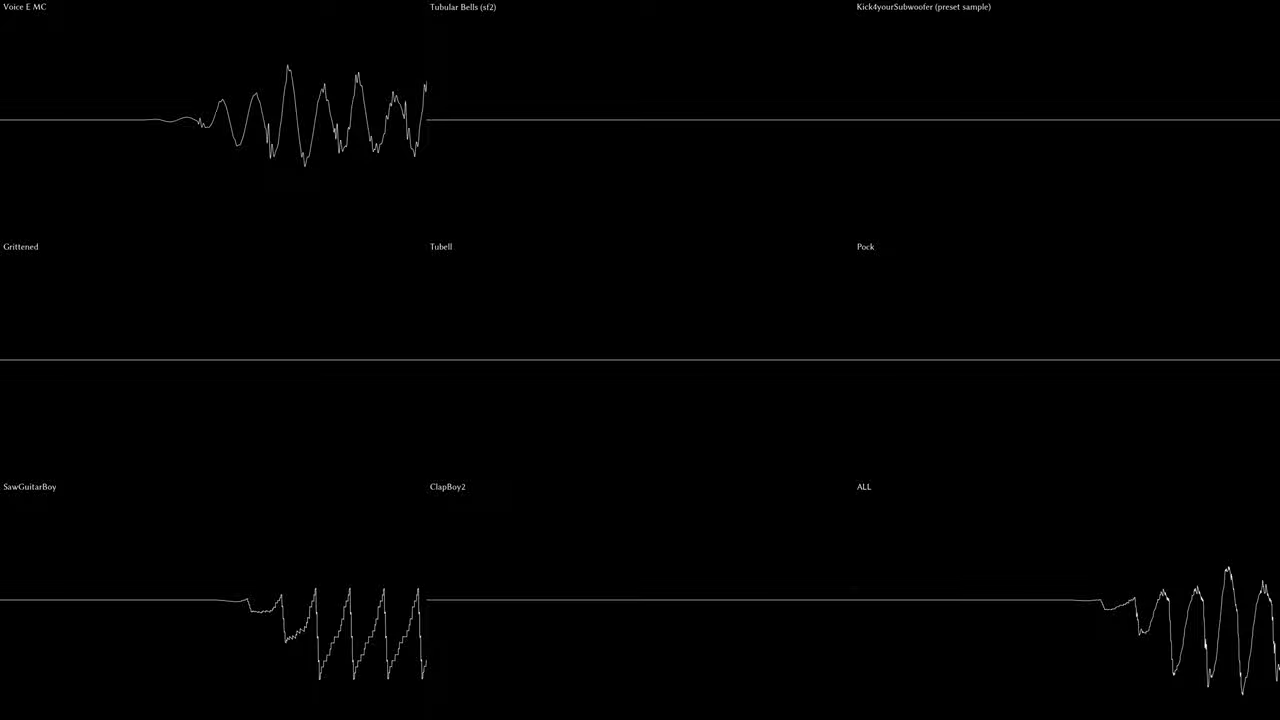 Voice E MC
Tubular Bells (sf2)
Kick4yourSubwoofer (preset sample)
Grittened
Tubell
Pock
SawGuitarBoy
ClapBoy2
ALL